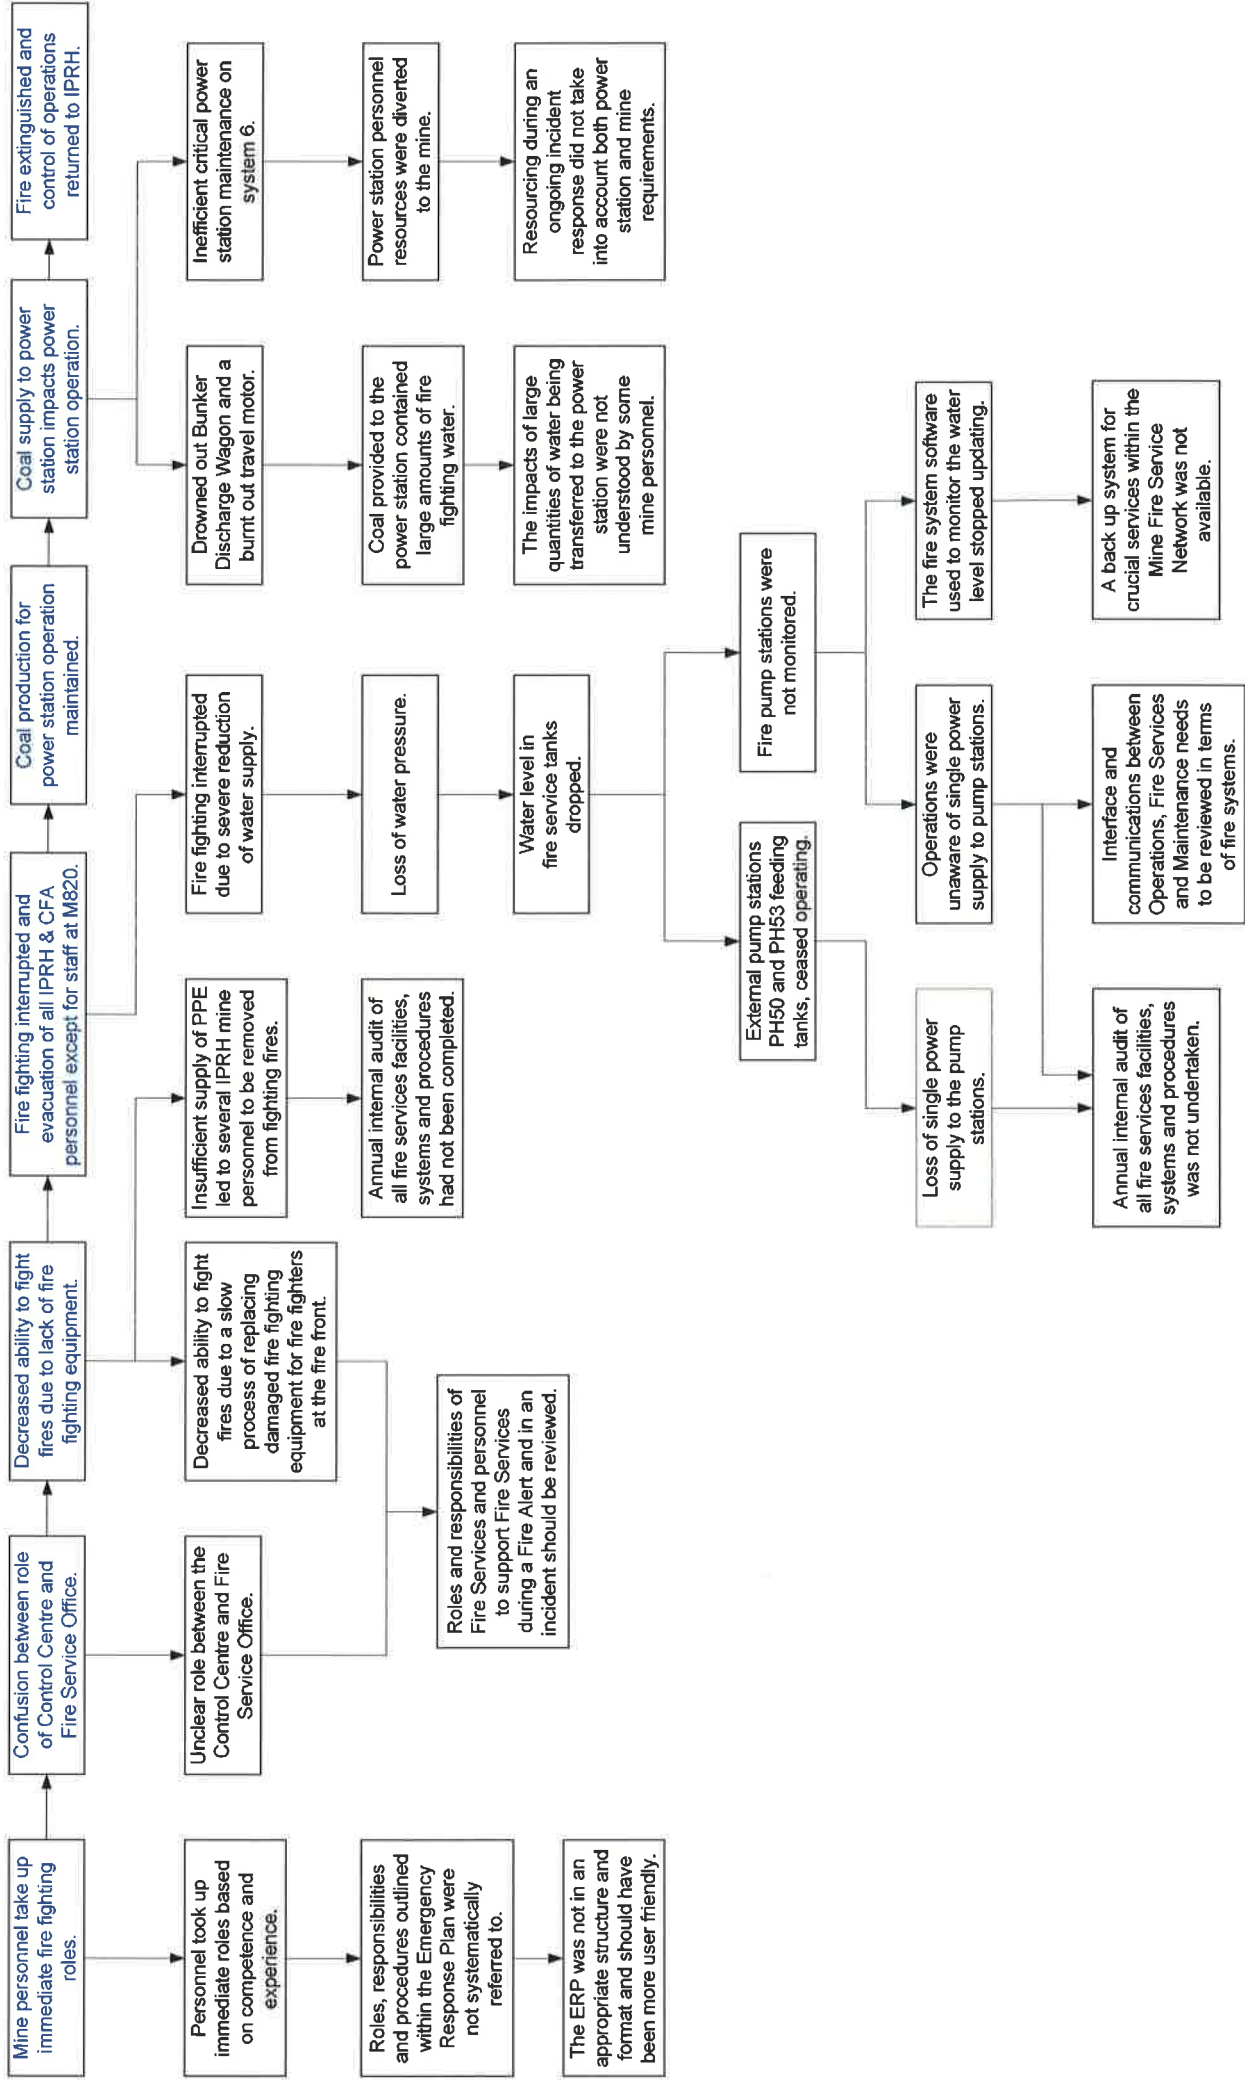 Mine personnel take up
immediate fire fighting
roles.
Confusion between role
of Control Centre and
Fire Service Office.
Decreased ability to fight
fires due to lack of fire
fighting equipment.
Fire fighting interrupted and
evacuation of all IPRH & CFA
personnel except for staff at M820.
Coal production for
power station operation
maintained.
Coal supply to power
station impacts power
station operation.
Fire extinguished and
control of operations
returned to IPRH.
Personnel took up
immediate roles based
on competence and
experience.
Unclear role between the
Control Centre and Fire
Service Office.
Decreased ability to fight
fires due to a slow
process of replacing
damaged fire fighting
equipment for fire fighters
at the fire front.
Insufficient supply of PPE
led to several IPRH mine
personnel to be removed
from fighting fires.
Fire fighting interrupted
due to severe reduction
of water supply.
Drowned out Bunker
Discharge Wagon and a
burnt out travel motor.
Inefficient critical power
station maintenance on
system 6.
Roles, responsibilities
and procedures outlined
within the Emergency
Response Plan were
not systematically
referred to.
Annual internal audit of
all fire services facilities,
systems and procedures
had not been completed.
Loss of water pressure.
Coal provided to the
power station contained
large amounts of fire
fighting water.
Power station personnel
resources were diverted
to the mine.
Roles and responsibilities of
Fire Services and personnel
to support Fire Services
during a Fire Alert and in an
incident should be reviewed.
Water level in
fire service tanks
dropped.
The impacts of large
quantities of water being
transferred to the power
station were not
understood by some
mine personnel.
Resourcing during an
ongoing incident
response did not take
into account both power
station and mine
requirements.
The ERP was not in an
appropriate structure and
format and should have
been more user friendly.
External pump stations
PH50 and PH53 feeding
tanks, ceased operating.
Fire pump stations were
not monitored.
Loss of single power
supply to the pump
stations.
Operations were
unaware of single power
supply to pump stations.
The fire system software
used to monitor the water
level stopped updating.
Annual internal audit of
all fire services facilities,
systems and procedures
was not undertaken.
Interface and
communications between
Operations, Fire Services
and Maintenance needs
to be reviewed in terms
of fire systems.
A back up system for
crucial services within the
Mine Fire Service
Network was not
available.